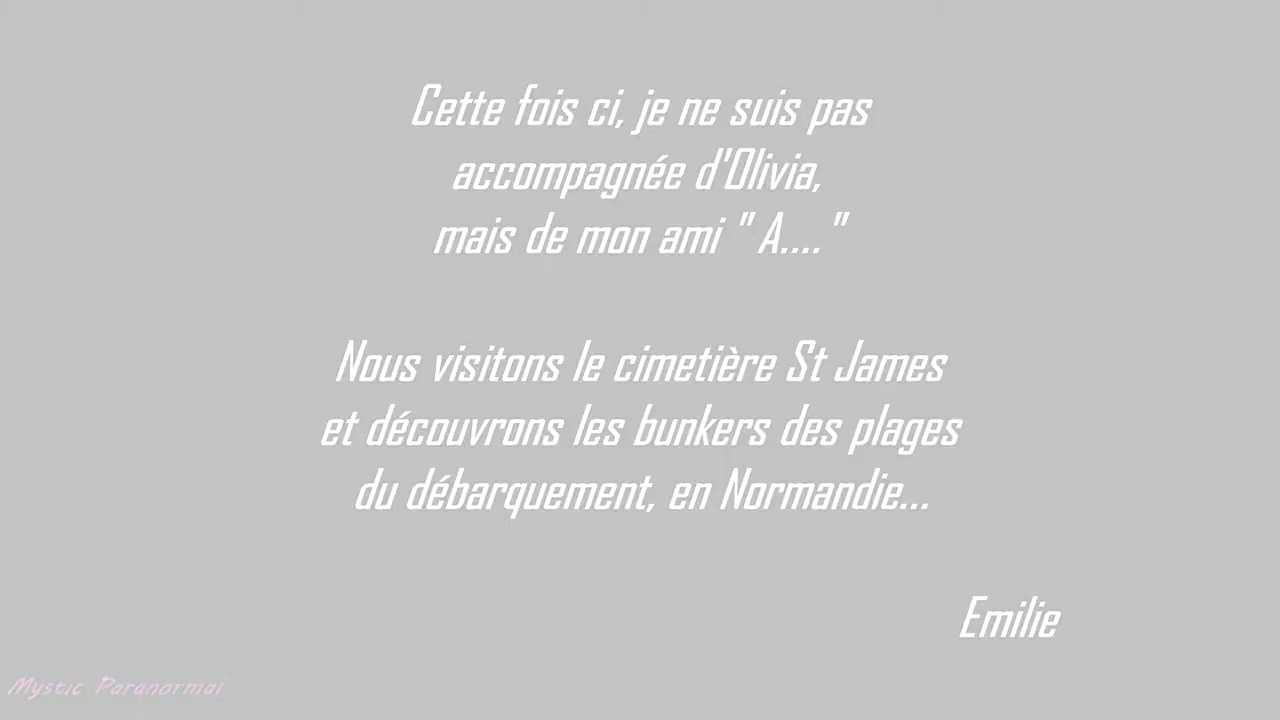 Cette fois ci, je ne suis pas
accompagnée d'Olivia,
mais de mon ami " A.... "
Nous visitons le cimetière St James
et découvrons les bunkers des plages
du débarquement, en Normandie...
Emilie
Mystic Paranormal